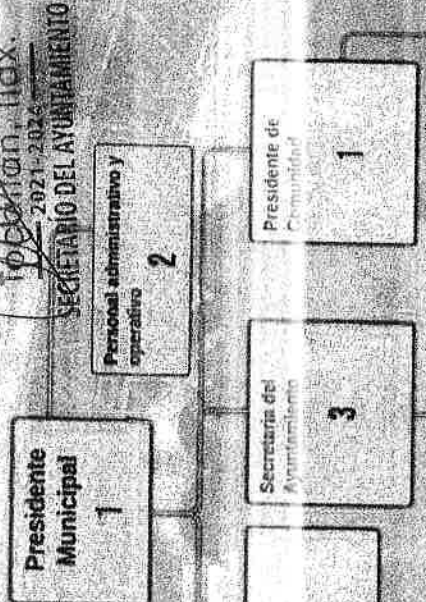 Tlax.
2021-2024
SECRETARIO DEL AYUNTAMIENTO
Presidente
Municipal
1
Personal administrativo y
operativo
2
Secretaria del
Ayuntamiento
3
Presidente de
Comunidad
1